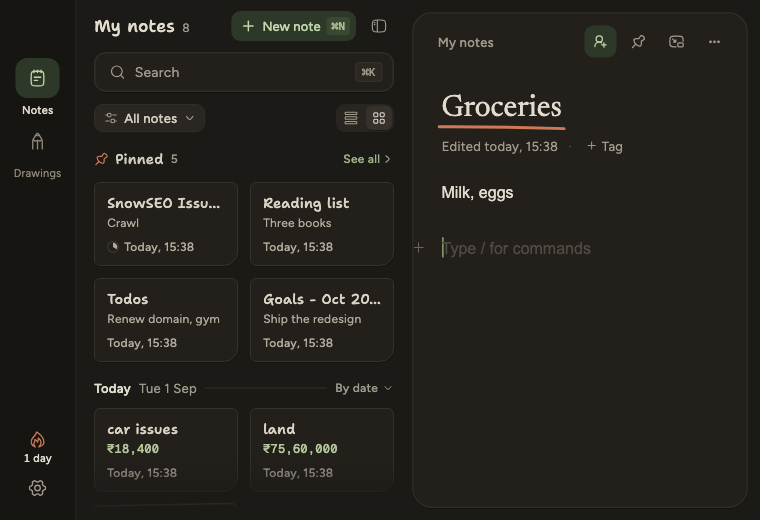 Notes
Drawings
1 day
My notes 8
+ New note ⌘N
Search ⌘K
All notes
Pinned 5
See all >
SnowSEO Issu...
Crawl
Today, 15:38
Reading list
Three books
Today, 15:38
Todos
Renew domain, gym
Today, 15:38
Goals - Oct 20...
Ship the redesign
Today, 15:38
Today Tue 1 Sep
By date
car issues
₹18,400
Today, 15:38
land
₹75,60,000
Today, 15:38
My notes
Groceries
Edited today, 15:38 · + Tag
Milk, eggs
Type / for commands